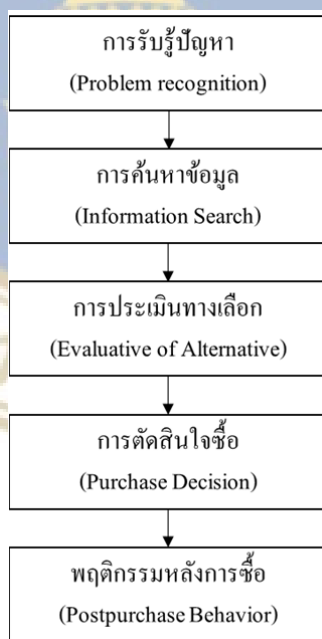 การรับรู้ปัญหา
(Problem recognition)
การค้นหาข้อมูล
(Information Search)
การประเมินทางเลือก
(Evaluative of Alternative)
การตัดสินใจซื้อ
(Purchase Decision)
พฤติกรรมหลังการซื้อ
(Postpurchase Behavior)